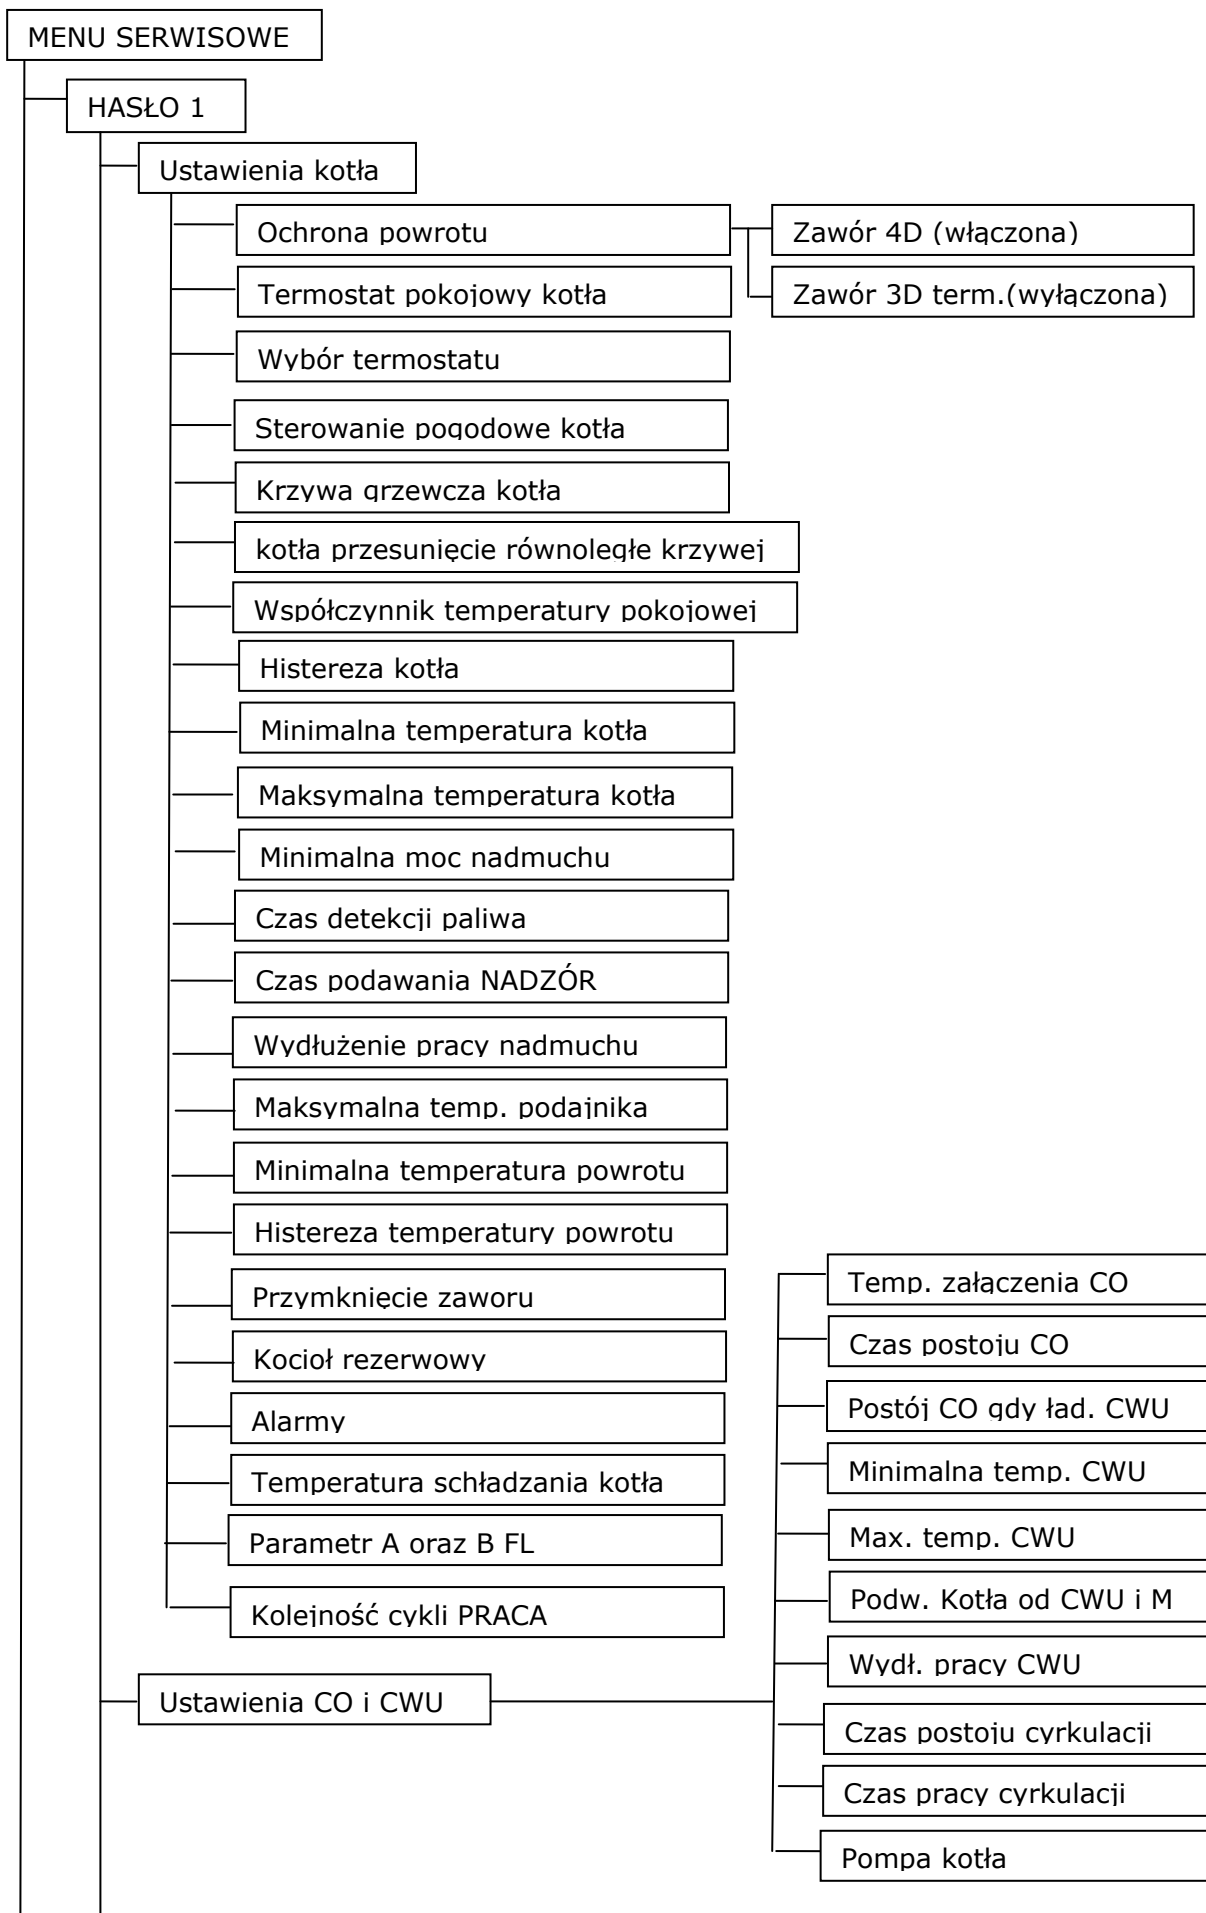 MENU SERWISOWE
HASŁO 1
Ustawienia kotła
Ochrona powrotu
Zawór 4D (włączona)
Termostat pokojowy kotła
Zawór 3D term.(wyłączona)
Wybór termostatu
Sterowanie pogodowe kotła
Krzywa grzewcza kotła
kotła przesunięcie równoległe krzywej
Współczynnik temperatury pokojowej
Histereza kotła
Minimalna temperatura kotła
Maksymalna temperatura kotła
Minimalna moc nadmuchu
Czas detekcji paliwa
Czas podawania NADZÓR
Wydłużenie pracy nadmuchu
Maksymalna temp. podajnika
Minimalna temperatura powrotu
Histereza temperatury powrotu
Przymknięcie zaworu
Kocioł rezerwowy
Alarmy
Temperatura schładzania kotła
Parametr A oraz B FL
Kolejność cykli PRACA
Ustawienia CO i CWU
Temp. załączenia CO
Czas postoju CO
Postój CO gdy ład. CWU
Minimalna temp. CWU
Max. temp. CWU
Podw. Kotła od CWU i M
Wydł. pracy CWU
Czas postoju cyrkulacji
Czas pracy cyrkulacji
Pompa kotła